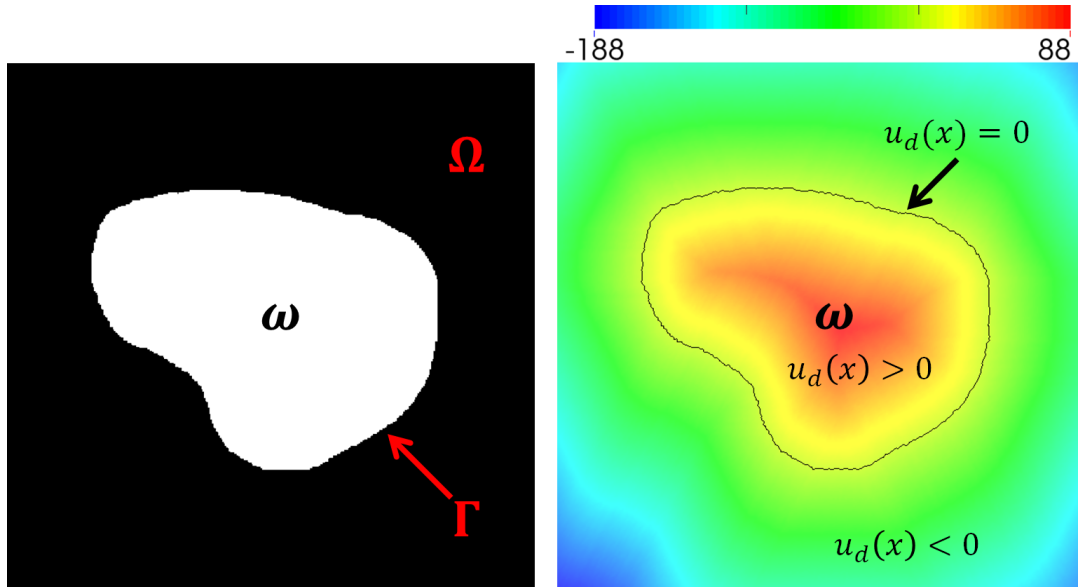 -188 88
Ω
ω
Γ
u_d(x) = 0
ω
u_d(x) > 0
u_d(x) < 0